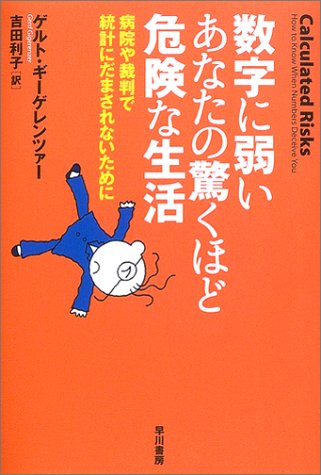 Calculated Risks
How to Know When Numbers Deceive You
数字に弱い
あなたの驚くほど
危険な生活
病院や裁判で
統計にだまされないために
ゲルト・ギーゲレンツァー
Gerd Gigerenzer
吉田利子[訳]
早川書房